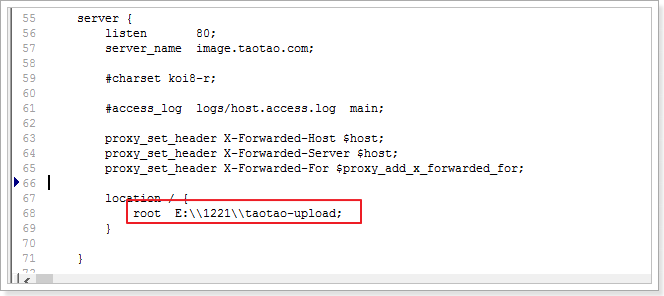 55 server {
56 listen 80;
57 server_name image.taotao.com;
58
59 #charset koi8-r;
60
61 #access_log logs/host.access.log main;
62
63 proxy_set_header X-Forwarded-Host $host;
64 proxy_set_header X-Forwarded-Server $host;
65 proxy_set_header X-Forwarded-For $proxy_add_x_forwarded_for;
66
67 location / {
68 root E:\\1221\\taotao-upload;
69 }
70
71 }
72